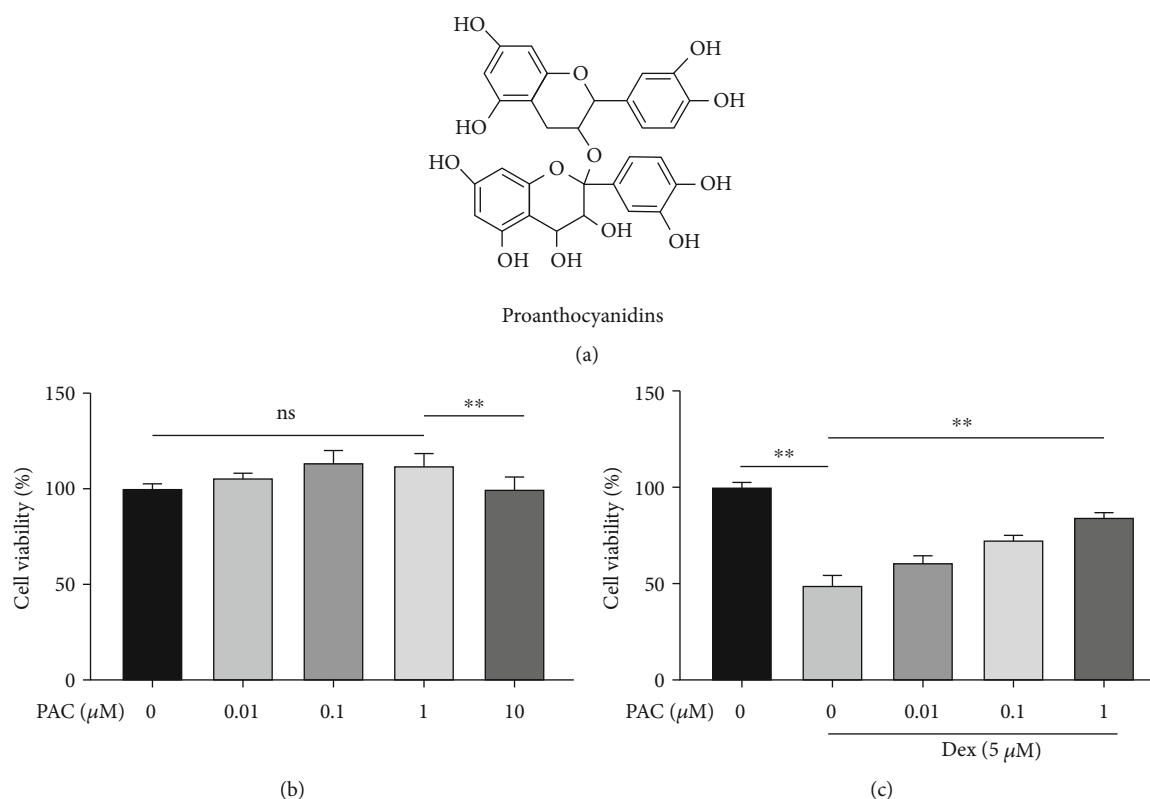 HO
O
OH
OH
HO
O
HO
O
OH
OH
OH
OH
OH
Proanthocyanidins
(a)
150
100
50
0
Cell viability (%)
ns
**
PAC (μM) 0 0.01 0.1 1 10
(b)
150
100
50
0
Cell viability (%)
**
**
PAC (μM) 0 0 0.01 0.1 1
Dex (5 μM)
(c)